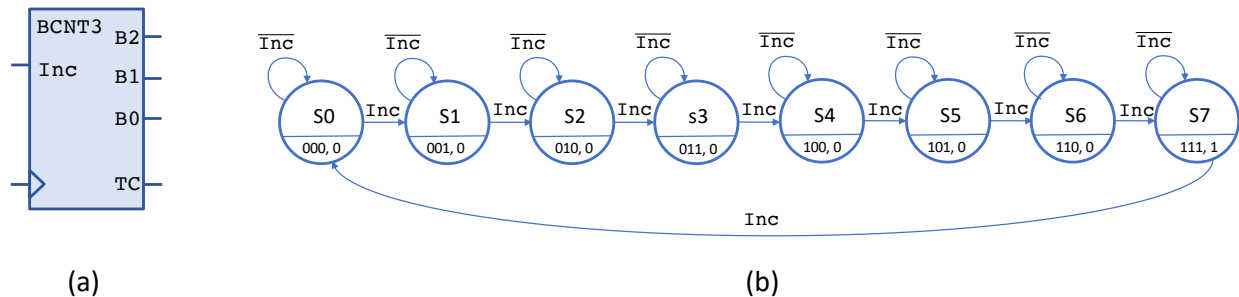 BCNT3
B2
Inc
B1
B0
TC
(a)
Inc Inc Inc Inc Inc Inc Inc Inc
S0 Inc S1 Inc S2 Inc s3 Inc S4 Inc S5 Inc S6 Inc S7
000, 0 001, 0 010, 0 011, 0 100, 0 101, 0 110, 0 111, 1
Inc
(b)